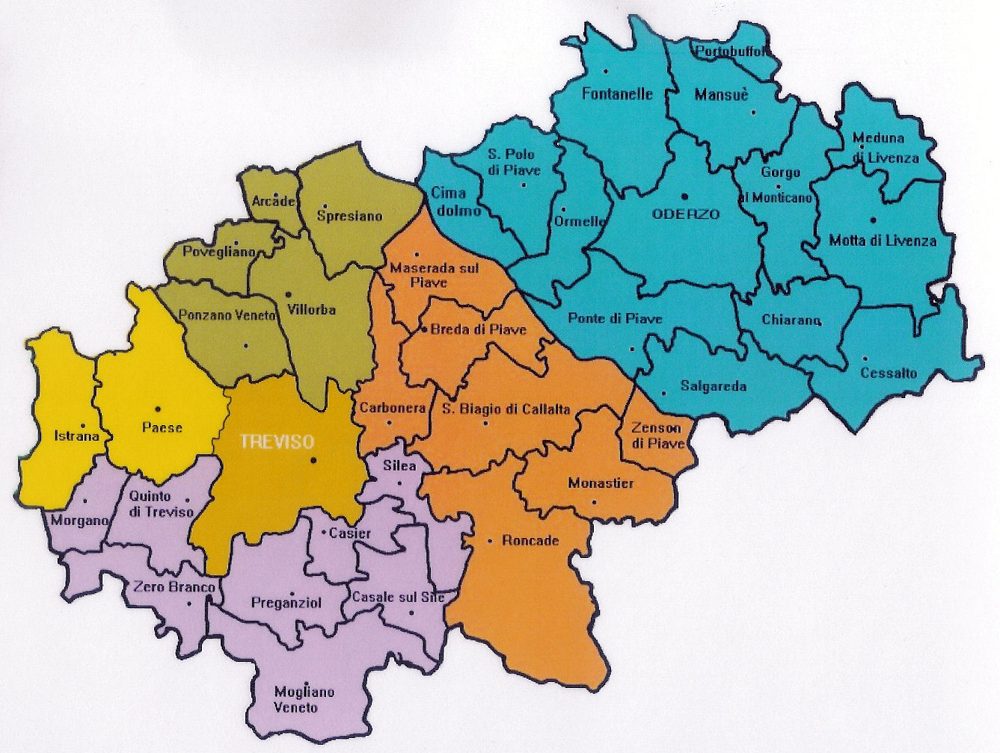 Portobuffol
Fontanelle
Mansuè
Meduna
di Livenza
S. Polo
di Piave
Gorgo
al Monticano
Cima
dolmo
Arcade
Spresiano
Ormelle
ODERZO
Motta di Livenza
Povegliano
Maserada sul
Piave
Ponzano Veneto
Villorba
Breda di Piave
Ponte di Piave
Chiarano
Cessalto
Salgareda
Carbonera
S. Biagio di Callalta
Istrana
Paese
TREVISO
Zenson
di Piave
Silea
Monastier
Morgano
Quinto
di Treviso
Casier
Roncade
Zero Branco
Preganziol
Casale sul Sile
Mogliano
Veneto